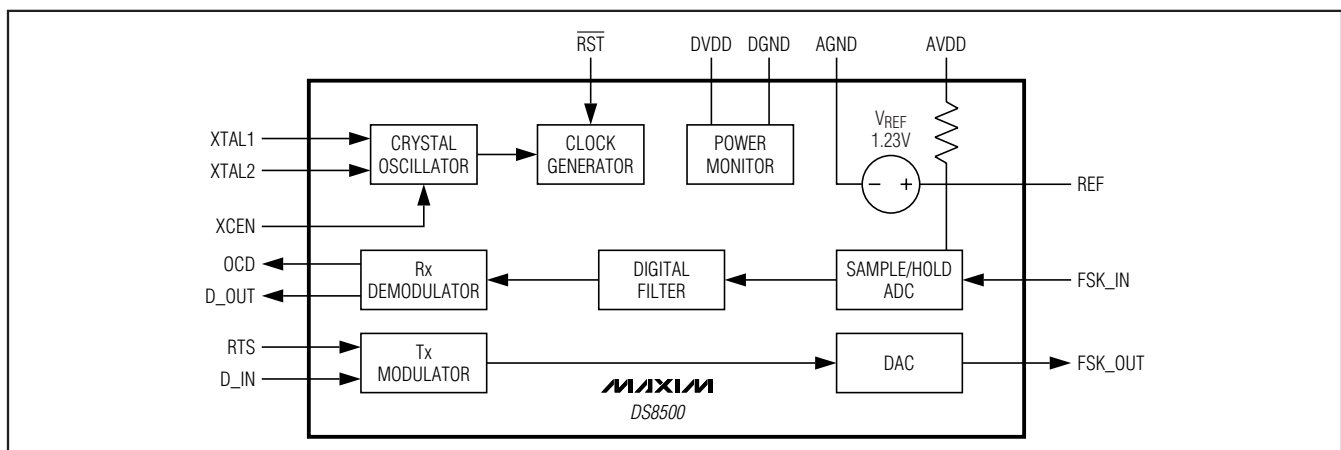 RST
DVDD
DGND
AGND
AVDD
XTAL1
XTAL2
XCEN
CRYSTAL
OSCILLATOR
CLOCK
GENERATOR
POWER
MONITOR
VREF
1.23V
− +
REF
OCD
D_OUT
Rx
DEMODULATOR
DIGITAL
FILTER
SAMPLE/HOLD
ADC
FSK_IN
RTS
D_IN
Tx
MODULATOR
DAC
FSK_OUT
MAXIM
DS8500